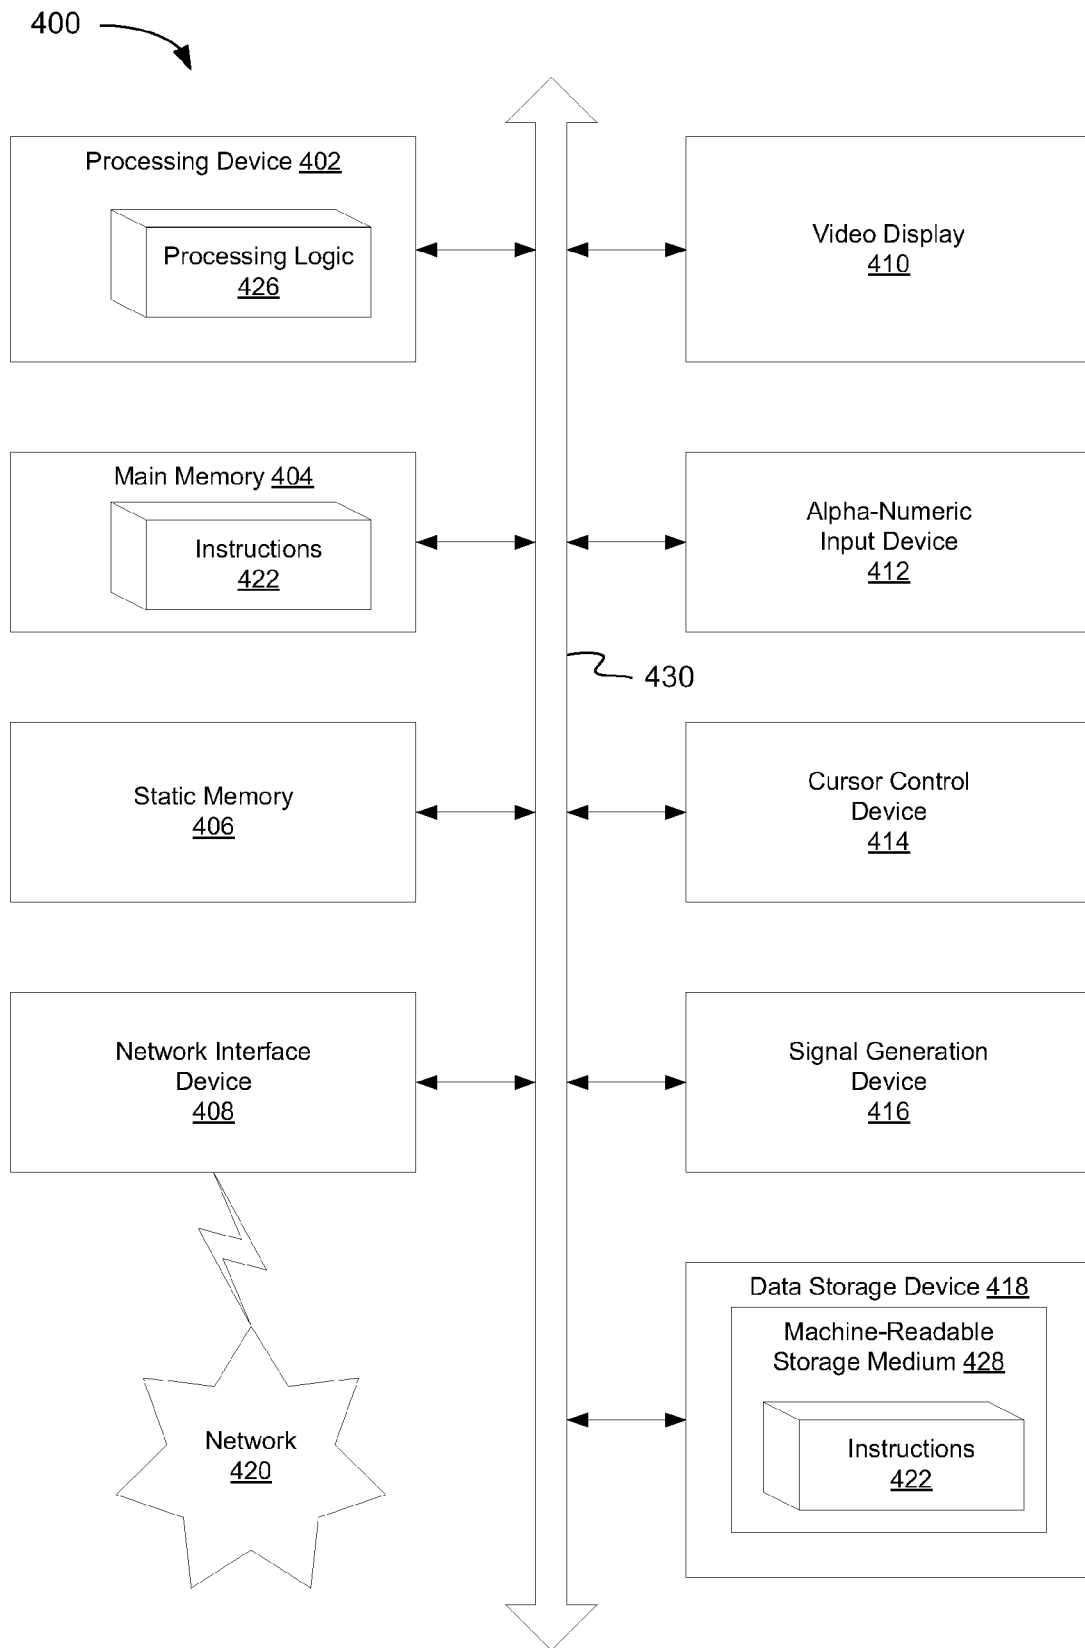 400
Processing Device 402
Processing Logic
426
Video Display
410
Main Memory 404
Instructions
422
Alpha-Numeric
Input Device
412
430
Static Memory
406
Cursor Control
Device
414
Network Interface
Device
408
Signal Generation
Device
416
Data Storage Device 418
Machine-Readable
Storage Medium 428
Instructions
422
Network
420